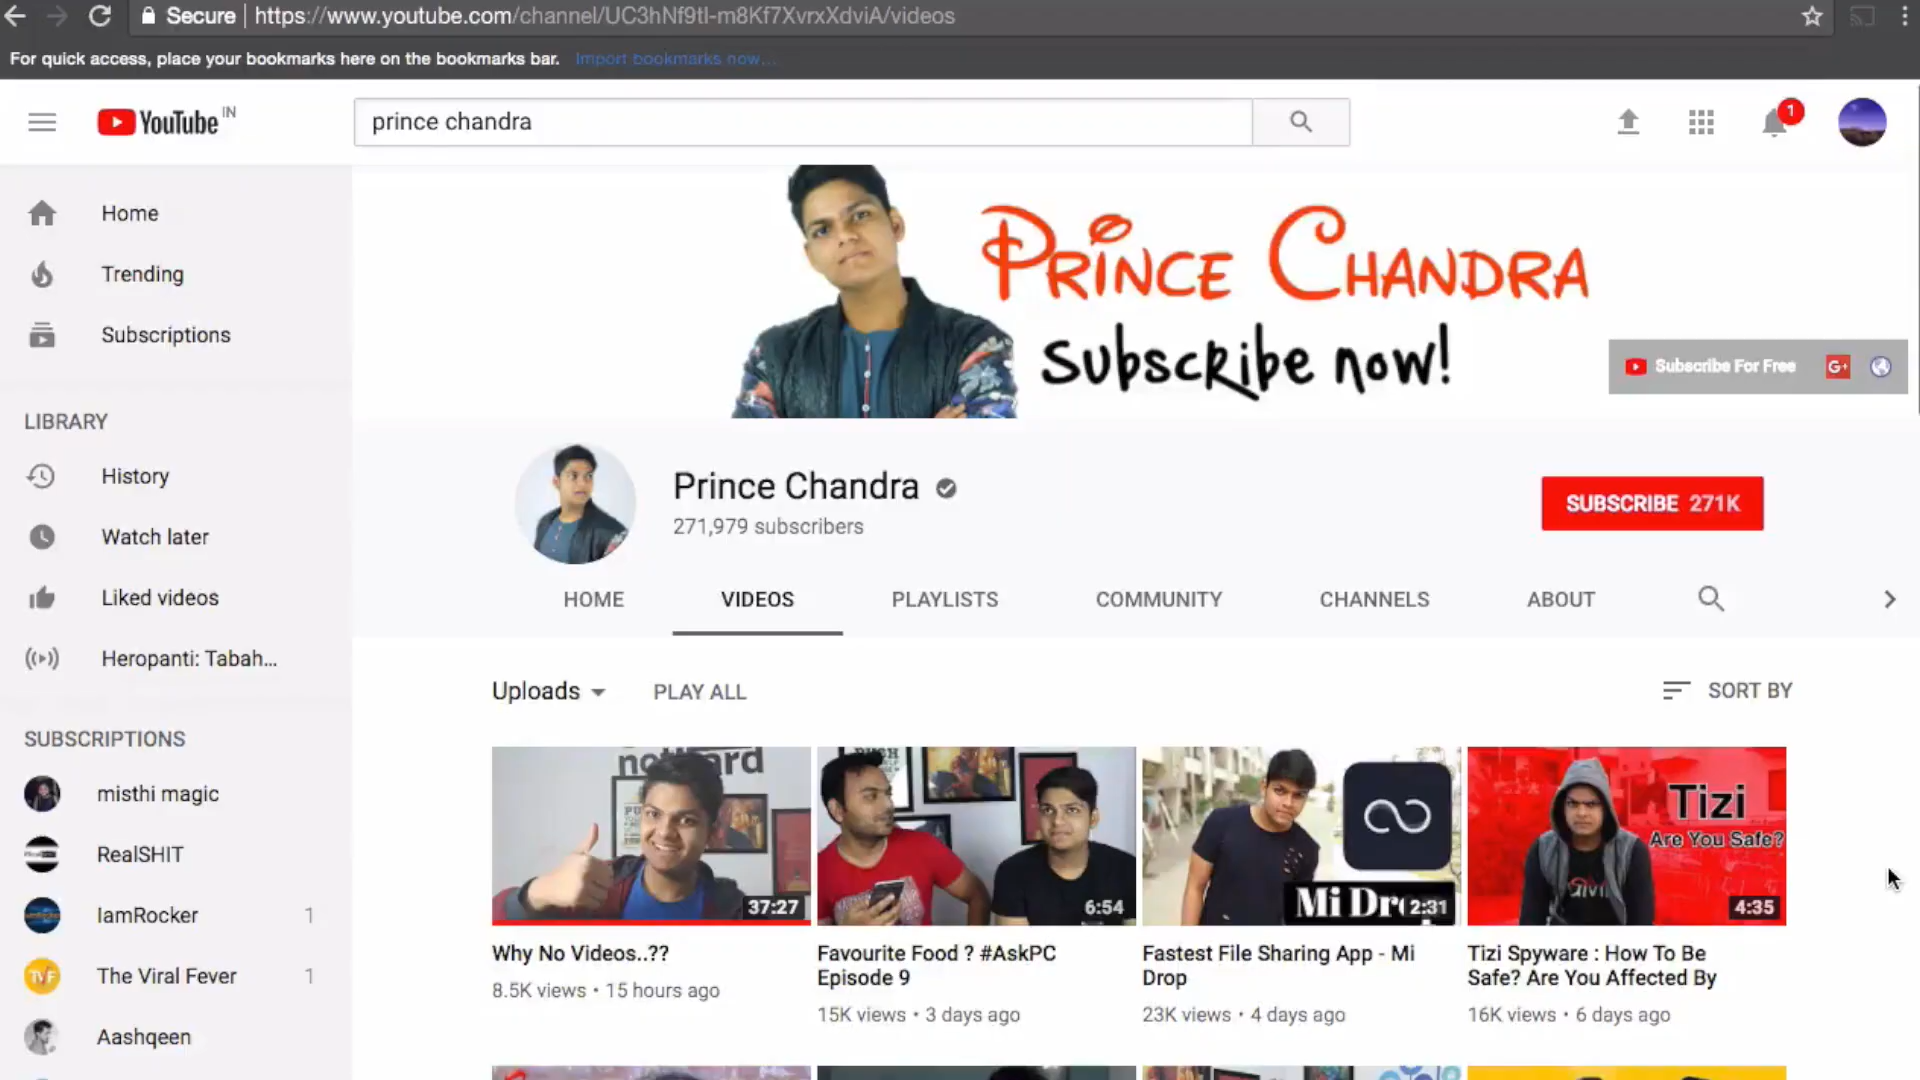 Secure https://www.youtube.com/channel/UC3hNf9tI-m8Kf7XvrxXdviA/videos
For quick access, place your bookmarks here on the bookmarks bar. Import bookmarks now...
YouTube IN
prince chandra
1
Home
Trending
Subscriptions
LIBRARY
History
Watch later
Liked videos
Heropanti: Tabah...
SUBSCRIPTIONS
misthi magic
RealSHIT
IamRocker 1
The Viral Fever 1
Aashqeen
PRINCE CHANDRA
Subscribe now!
Subscribe For Free G+
Prince Chandra
271,979 subscribers
SUBSCRIBE 271K
HOME VIDEOS PLAYLISTS COMMUNITY CHANNELS ABOUT
Uploads PLAY ALL SORT BY
37:27
6:54
Mi Dr
2:31
Tizi
Are You Safe?
4:35
Why No Videos..??
8.5K views • 15 hours ago
Favourite Food ? #AskPC
Episode 9
15K views • 3 days ago
Fastest File Sharing App - Mi
Drop
23K views • 4 days ago
Tizi Spyware : How To Be
Safe? Are You Affected By
16K views • 6 days ago